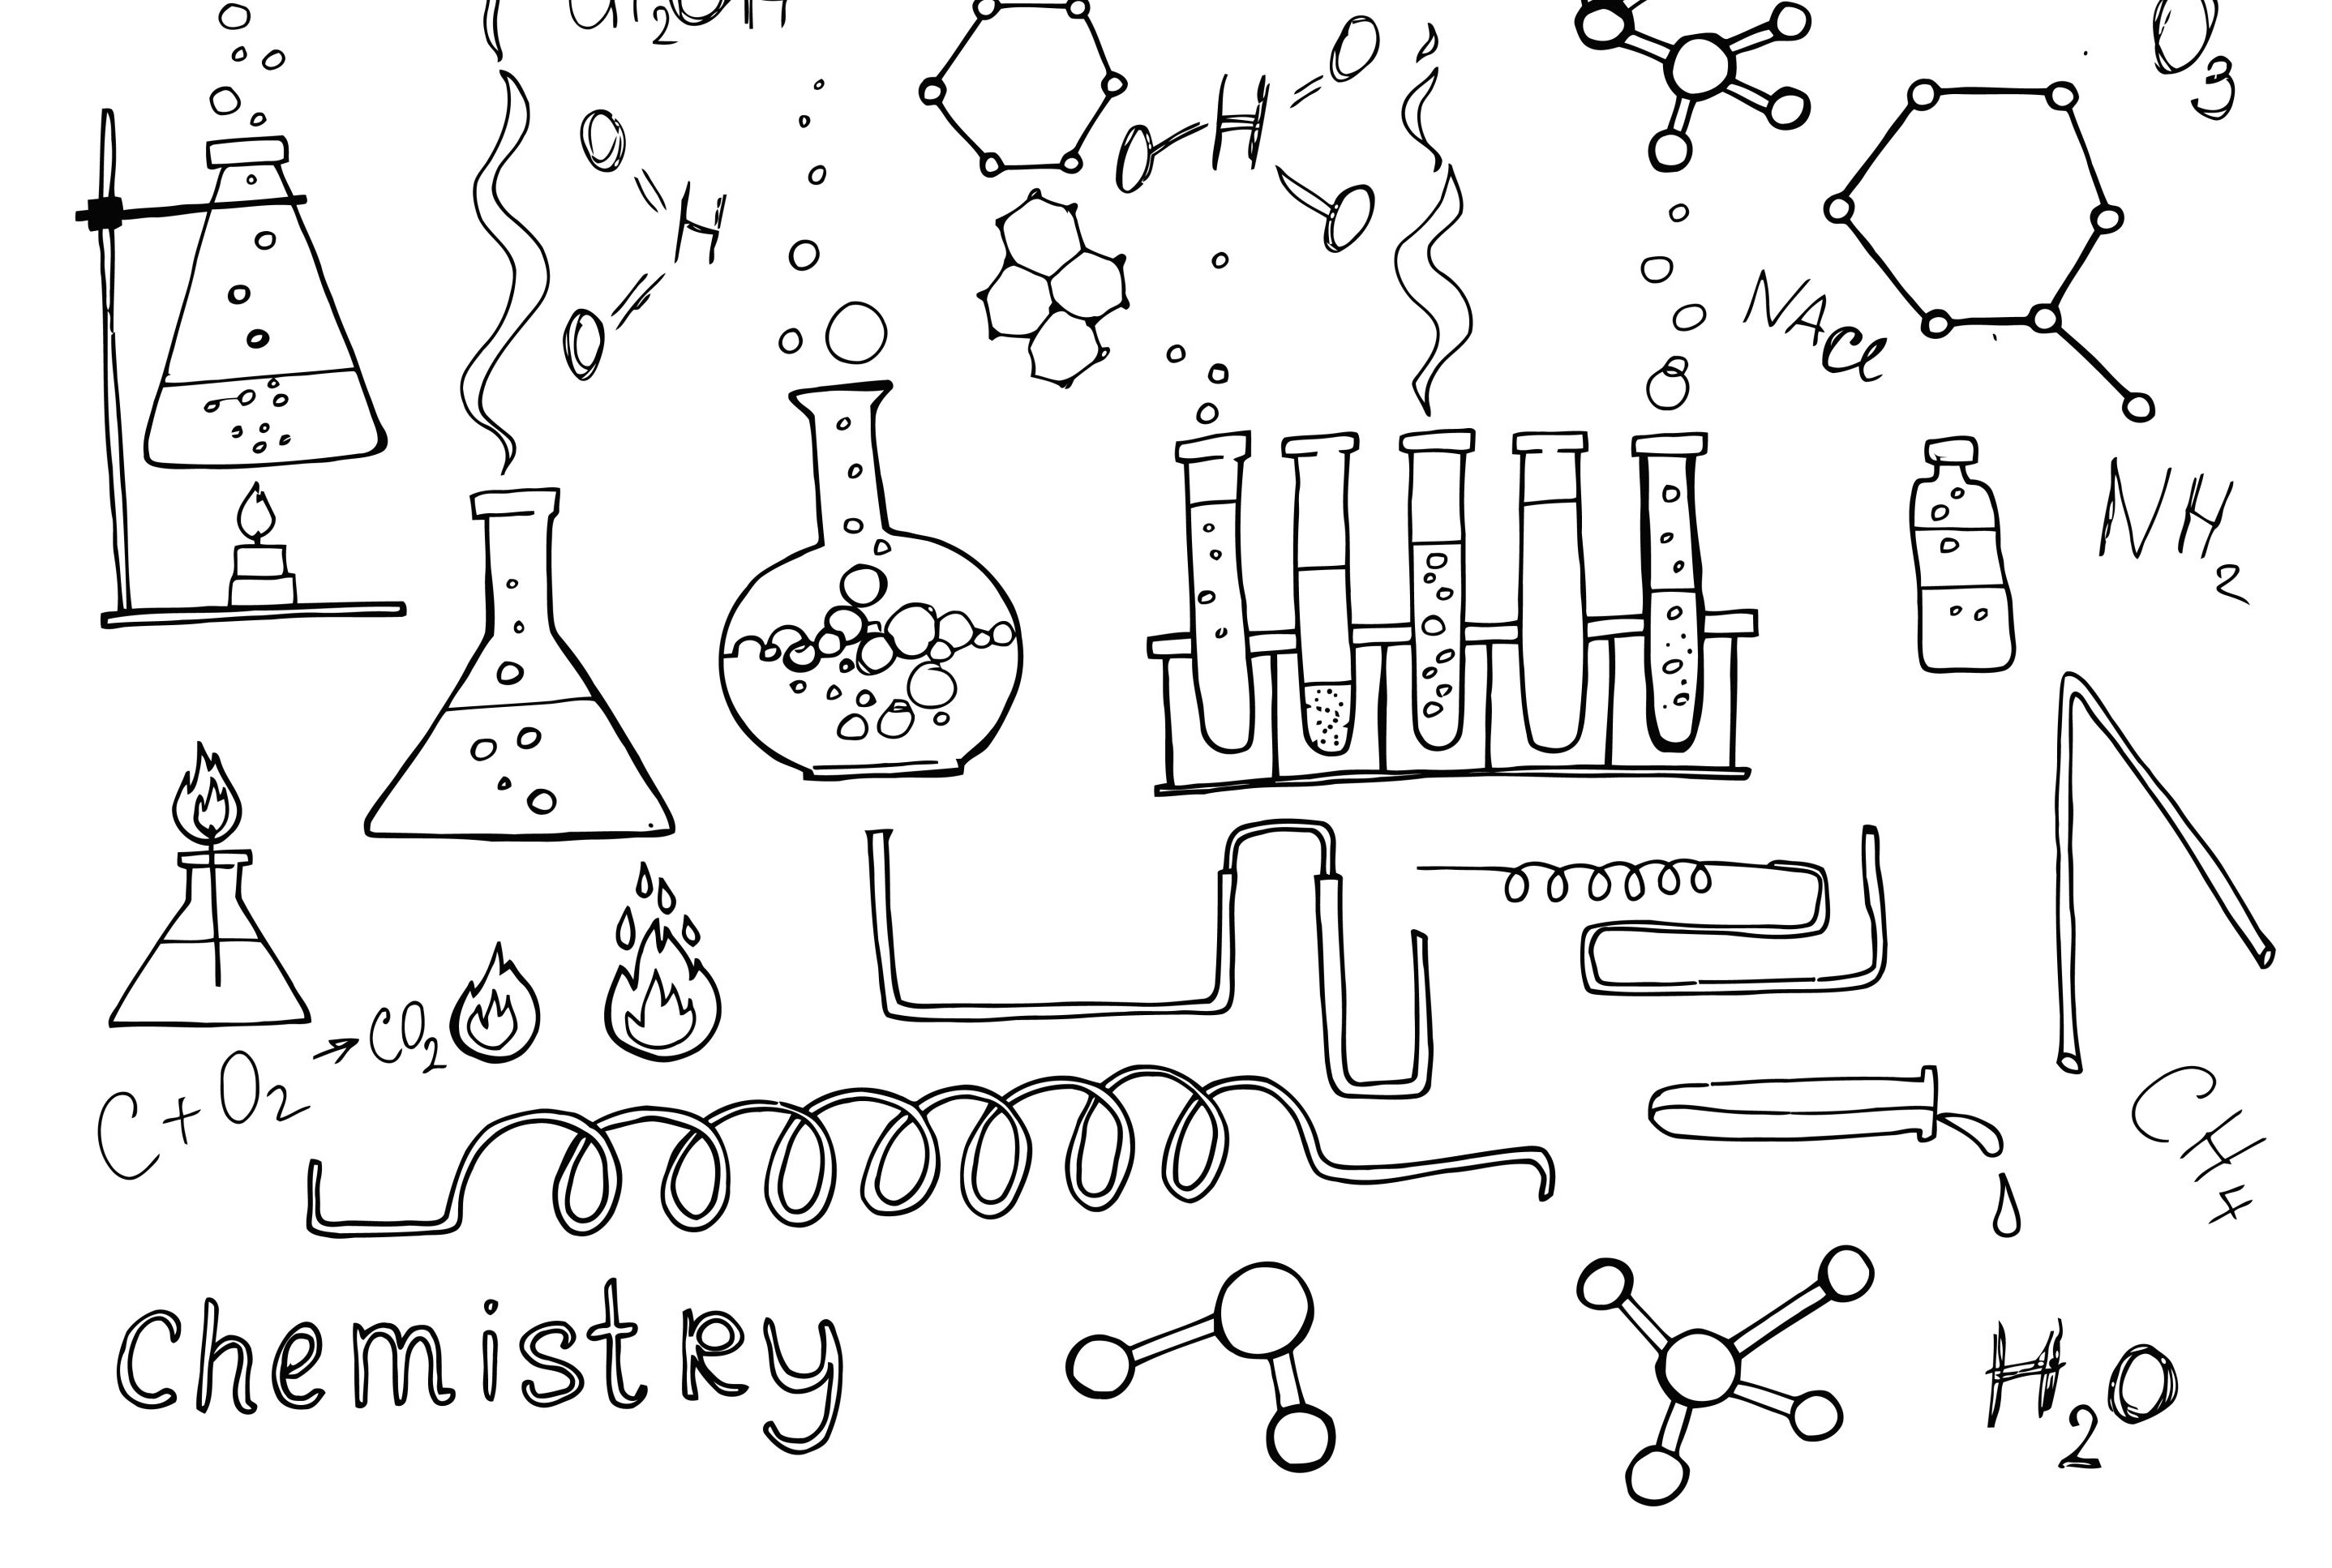 O3
O
H
O
O
H
=O
O
NaCl
NH2
C+O2→CO2
CH4
Chemistry
H2O